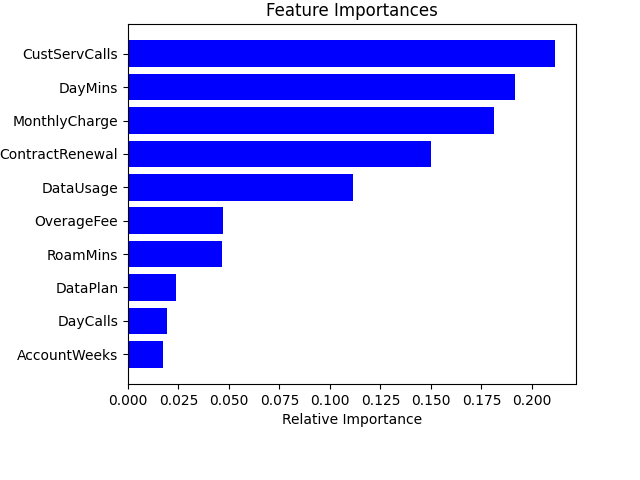 Feature Importances
CustServCalls
DayMins
MonthlyCharge
ContractRenewal
DataUsage
OverageFee
RoamMins
DataPlan
DayCalls
AccountWeeks
0.000 0.025 0.050 0.075 0.100 0.125 0.150 0.175 0.200
Relative Importance